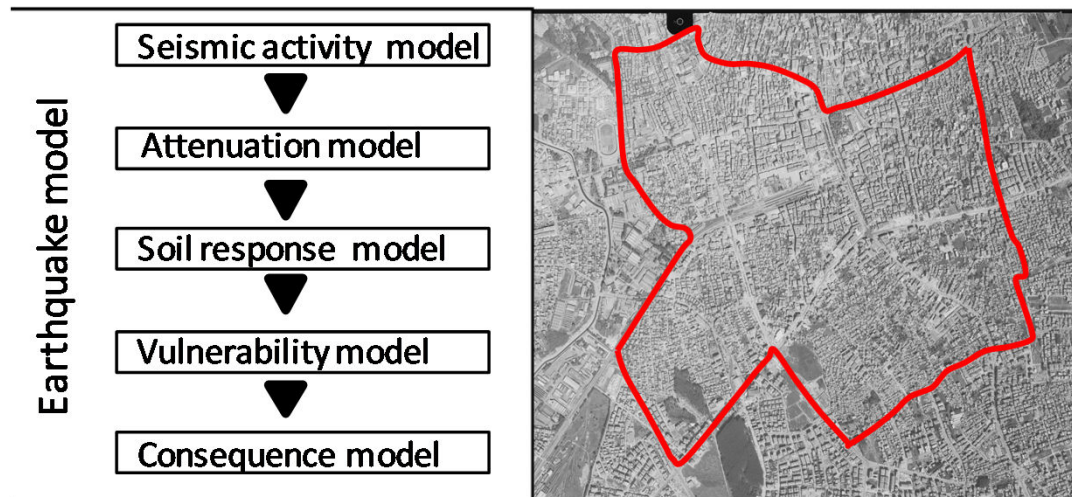 Earthquake model
Seismic activity model
Attenuation model
Soil response model
Vulnerability model
Consequence model